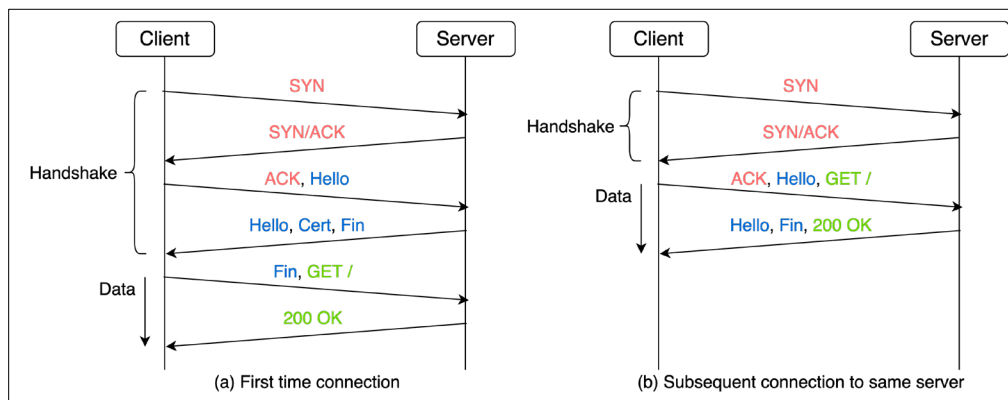 Client
Server
SYN
SYN/ACK
Handshake
ACK, Hello
Hello, Cert, Fin
Fin, GET /
Data
200 OK
(a) First time connection
Client
Server
SYN
Handshake
SYN/ACK
ACK, Hello, GET /
Data
Hello, Fin, 200 OK
(b) Subsequent connection to same server